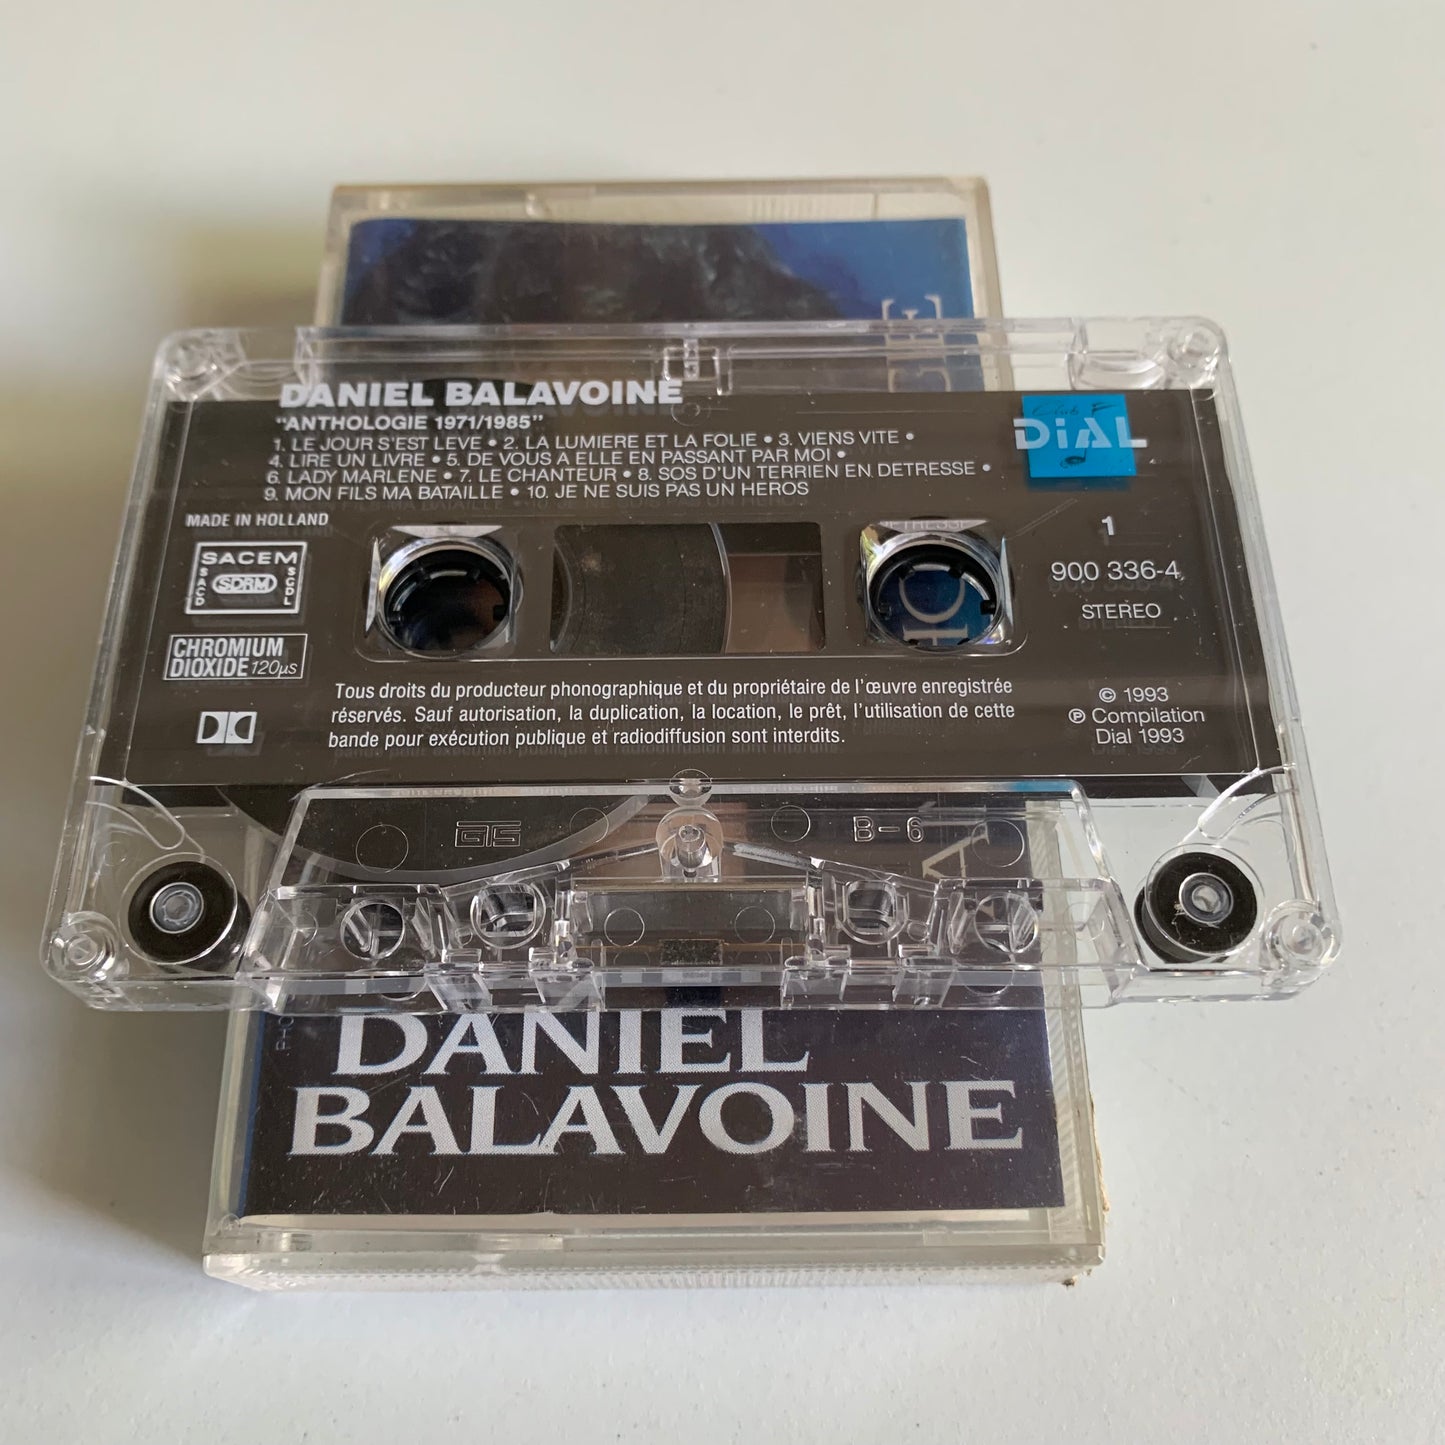 DANIEL BALAVOINE
"ANTHOLOGIE 1971/1985"
1. LE JOUR S'EST LEVE • 2. LA LUMIERE ET LA FOLIE • 3. VIENS VITE •
4. LIRE UN LIVRE • 5. DE VOUS A ELLE EN PASSANT PAR MOI •
6. LADY MARLENE • 7. LE CHANTEUR • 8. SOS D'UN TERRIEN EN DETRESSE •
9. MON FILS MA BATAILLE • 10. JE NE SUIS PAS UN HEROS
DiAL
MADE IN HOLLAND
SACEM
SACD
SDRM
SGDL
CHROMIUM
DIOXIDE 120µs
1
900 336-4
STEREO
Tous droits du producteur phonographique et du propriétaire de l'œuvre enregistrée
réservés. Sauf autorisation, la duplication, la location, le prêt, l'utilisation de cette
bande pour exécution publique et radiodiffusion sont interdits.
© 1993
℗ Compilation
Dial 1993
GTS
B-6
DANIEL
BALAVOINE